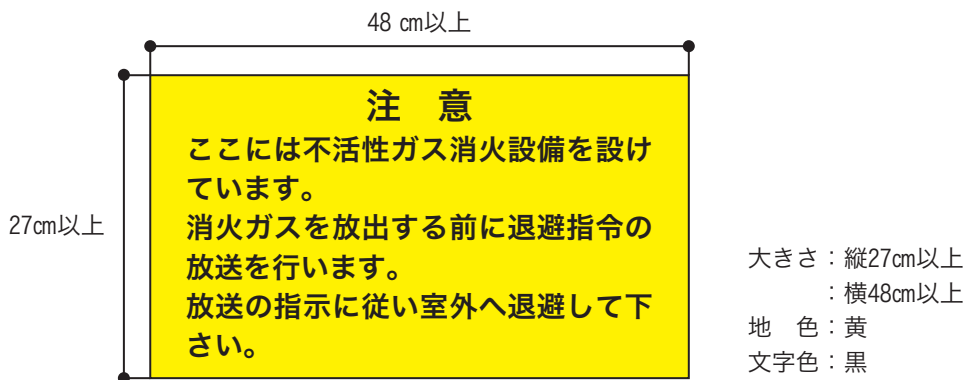 48 ㎝以上
27㎝以上
注　意
ここには不活性ガス消火設備を設け
ています。
消火ガスを放出する前に退避指令の
放送を行います。
放送の指示に従い室外へ退避して下
さい。
大きさ：縦27㎝以上
：横48㎝以上
地　色：黄
文字色：黒